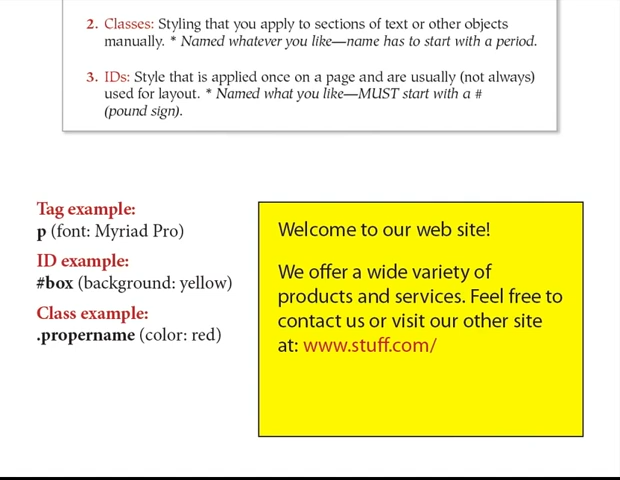 2. Classes: Styling that you apply to sections of text or other objects
manually. * Named whatever you like—name has to start with a period.
3. IDs: Style that is applied once on a page and are usually (not always)
used for layout. * Named what you like—MUST start with a #
(pound sign).
Tag example:
p (font: Myriad Pro)
ID example:
#box (background: yellow)
Class example:
.propername (color: red)
Welcome to our web site!
We offer a wide variety of
products and services. Feel free to
contact us or visit our other site
at: www.stuff.com/